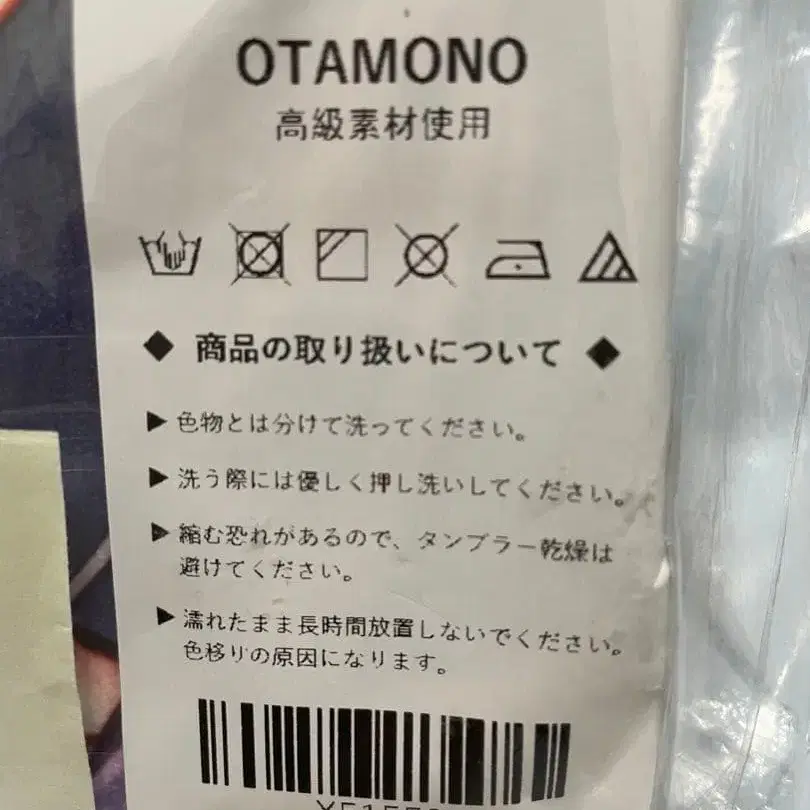 OTAMONO
高級素材使用
◆ 商品の取り扱いについて ◆
▶ 色物とは分けて洗ってください。
▶ 洗う際には優しく押し洗いしてください。
▶ 縮む恐れがあるので、タンブラー乾燥は
避けてください。
▶ 濡れたまま長時間放置しないでください。
色移りの原因になります。